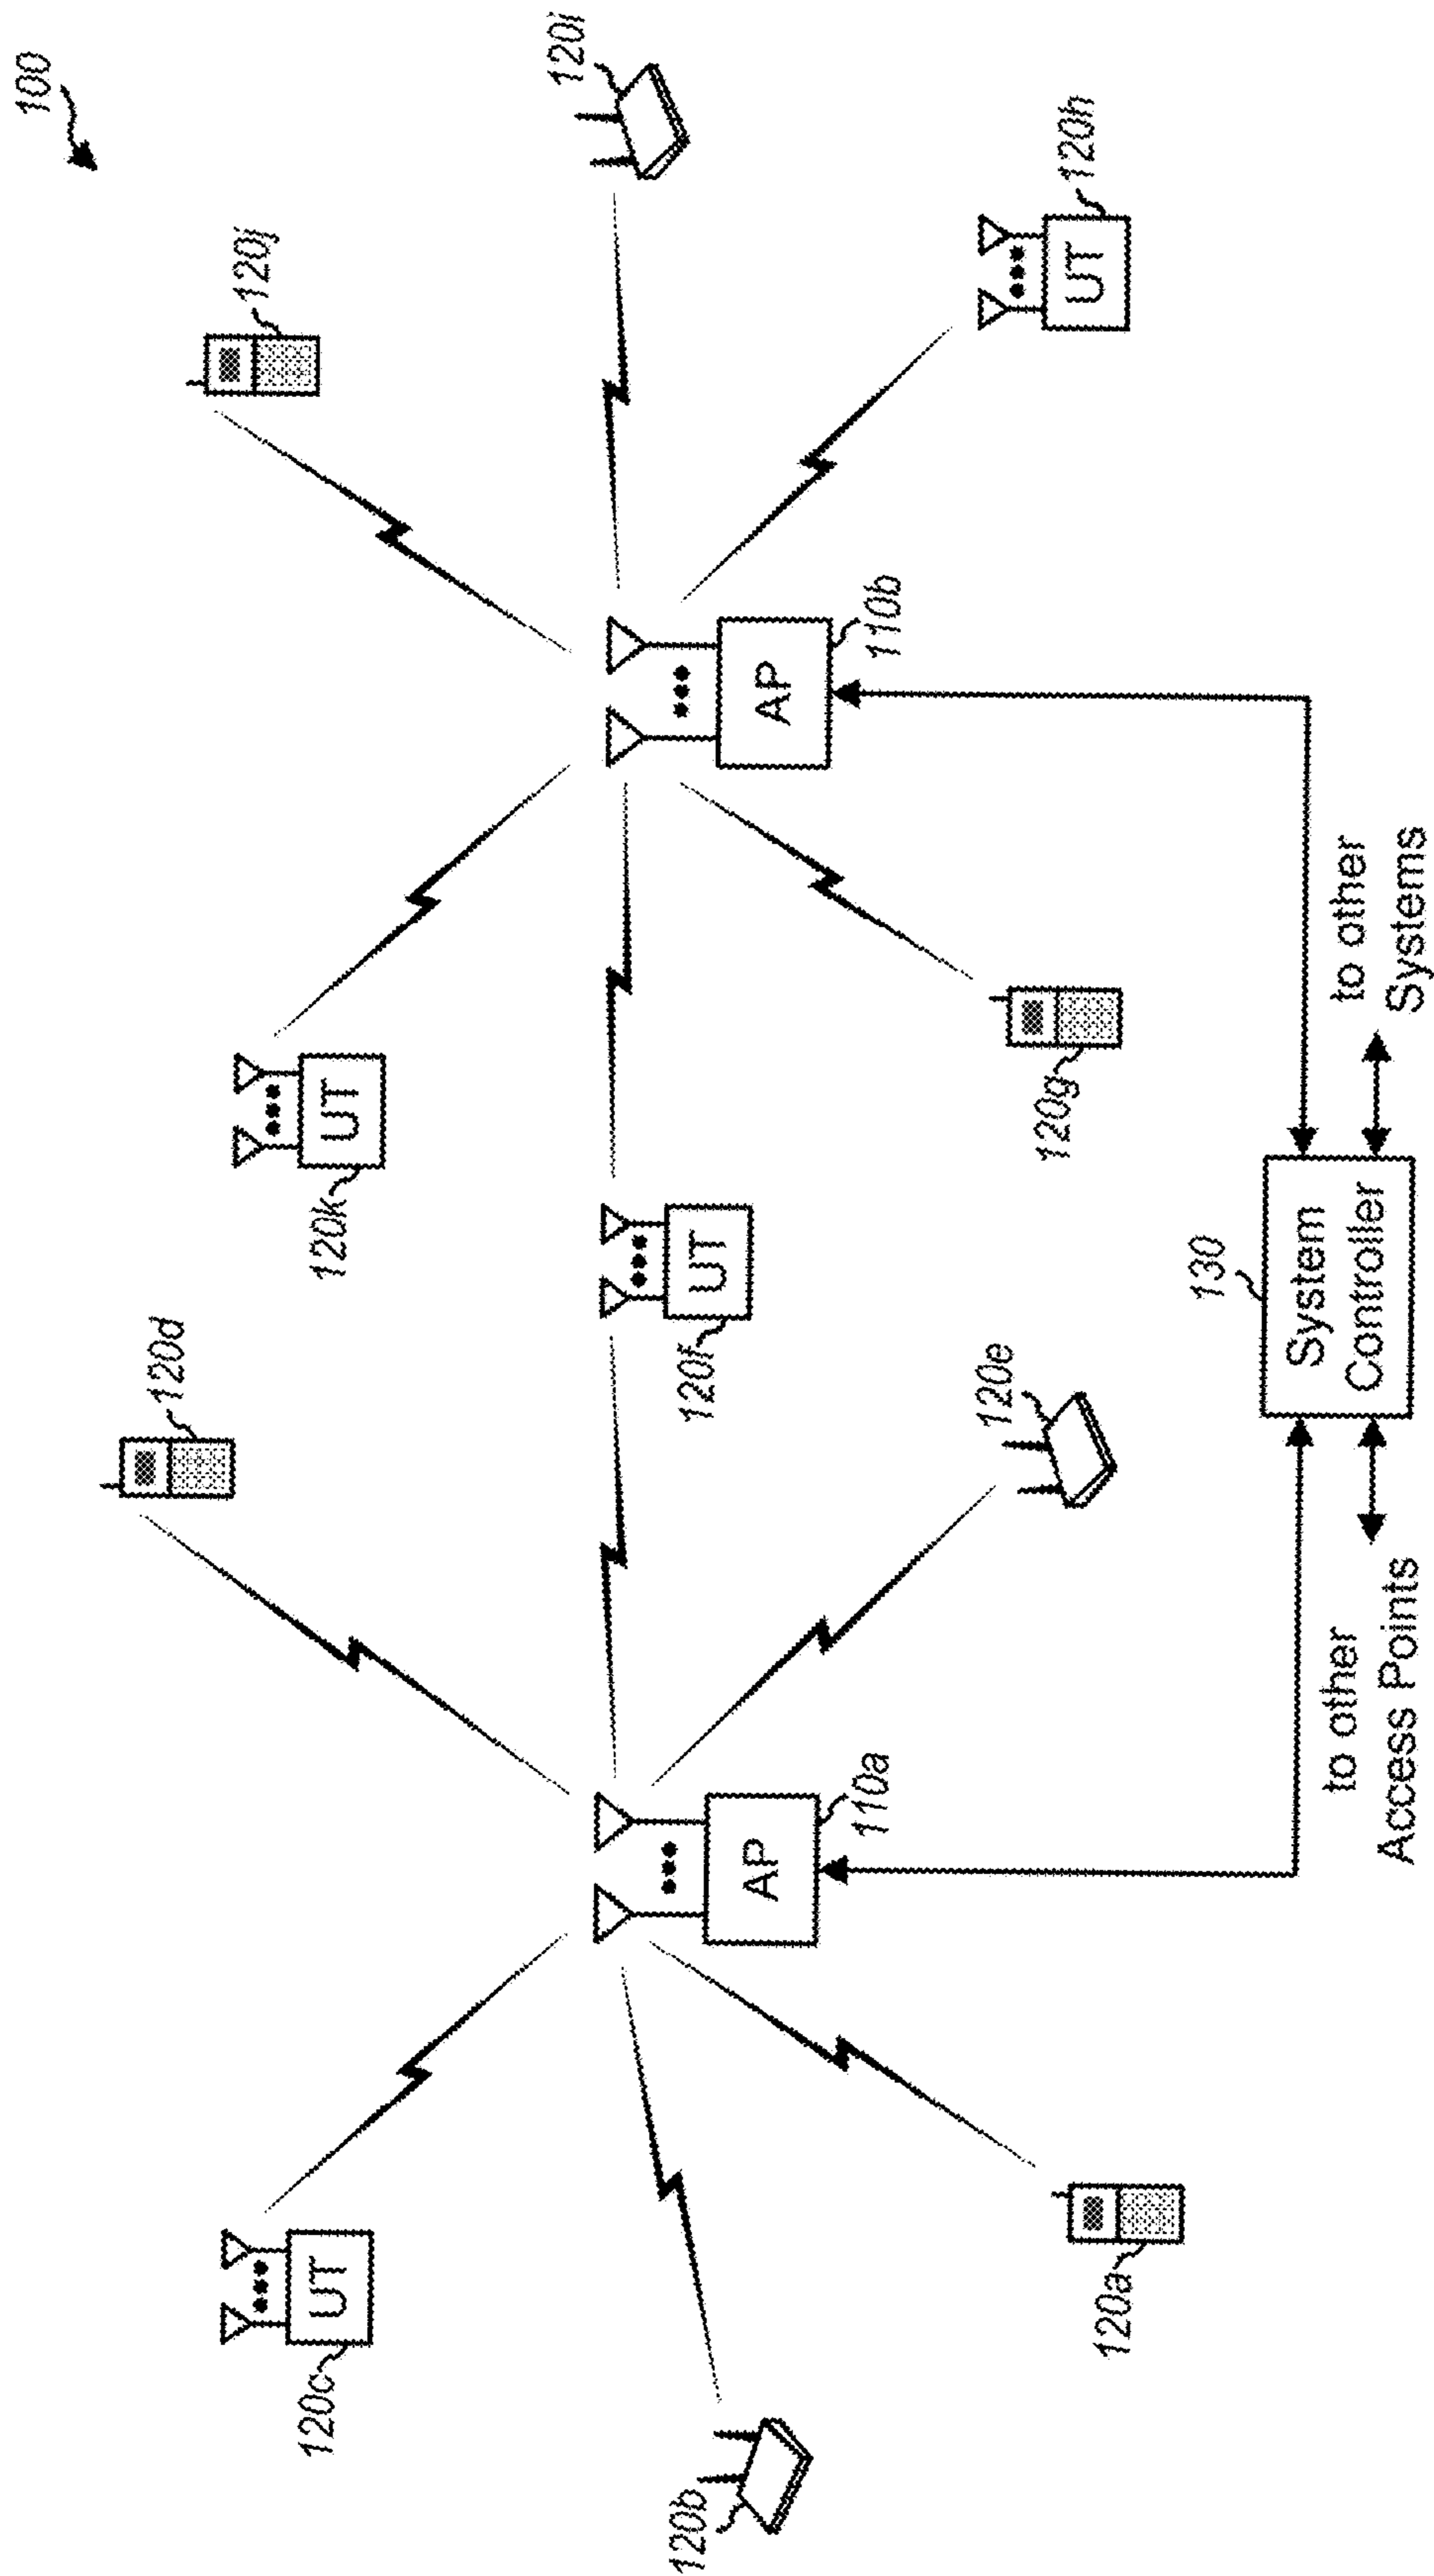 100
120d
120j
120c
UT
120k
UT
120b
120f
UT
120i
AP
110a
AP
110b
120a
120e
120g
UT
120h
130
System
Controller
to other
Access Points
to other
Systems